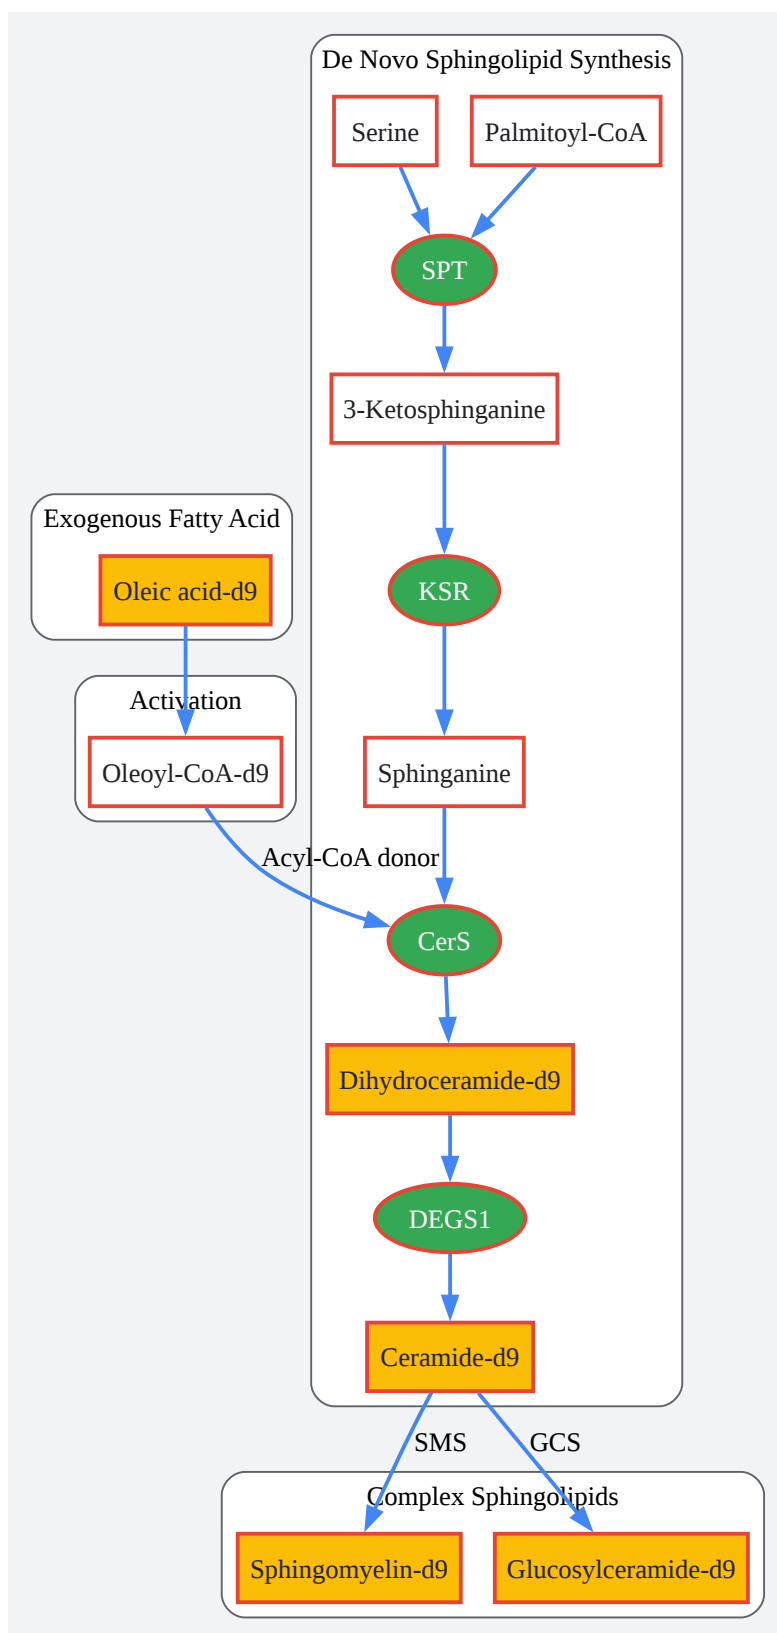 De Novo Sphingolipid Synthesis
Serine
Palmitoyl-CoA
SPT
3-Ketosphinganine
Exogenous Fatty Acid
Oleic acid-d9
KSR
Activation
Oleoyl-CoA-d9
Sphinganine
Acyl-CoA donor
CerS
Dihydroceramide-d9
DEGS1
Ceramide-d9
SMS
GCS
Complex Sphingolipids
Sphingomyelin-d9
Glucosylceramide-d9